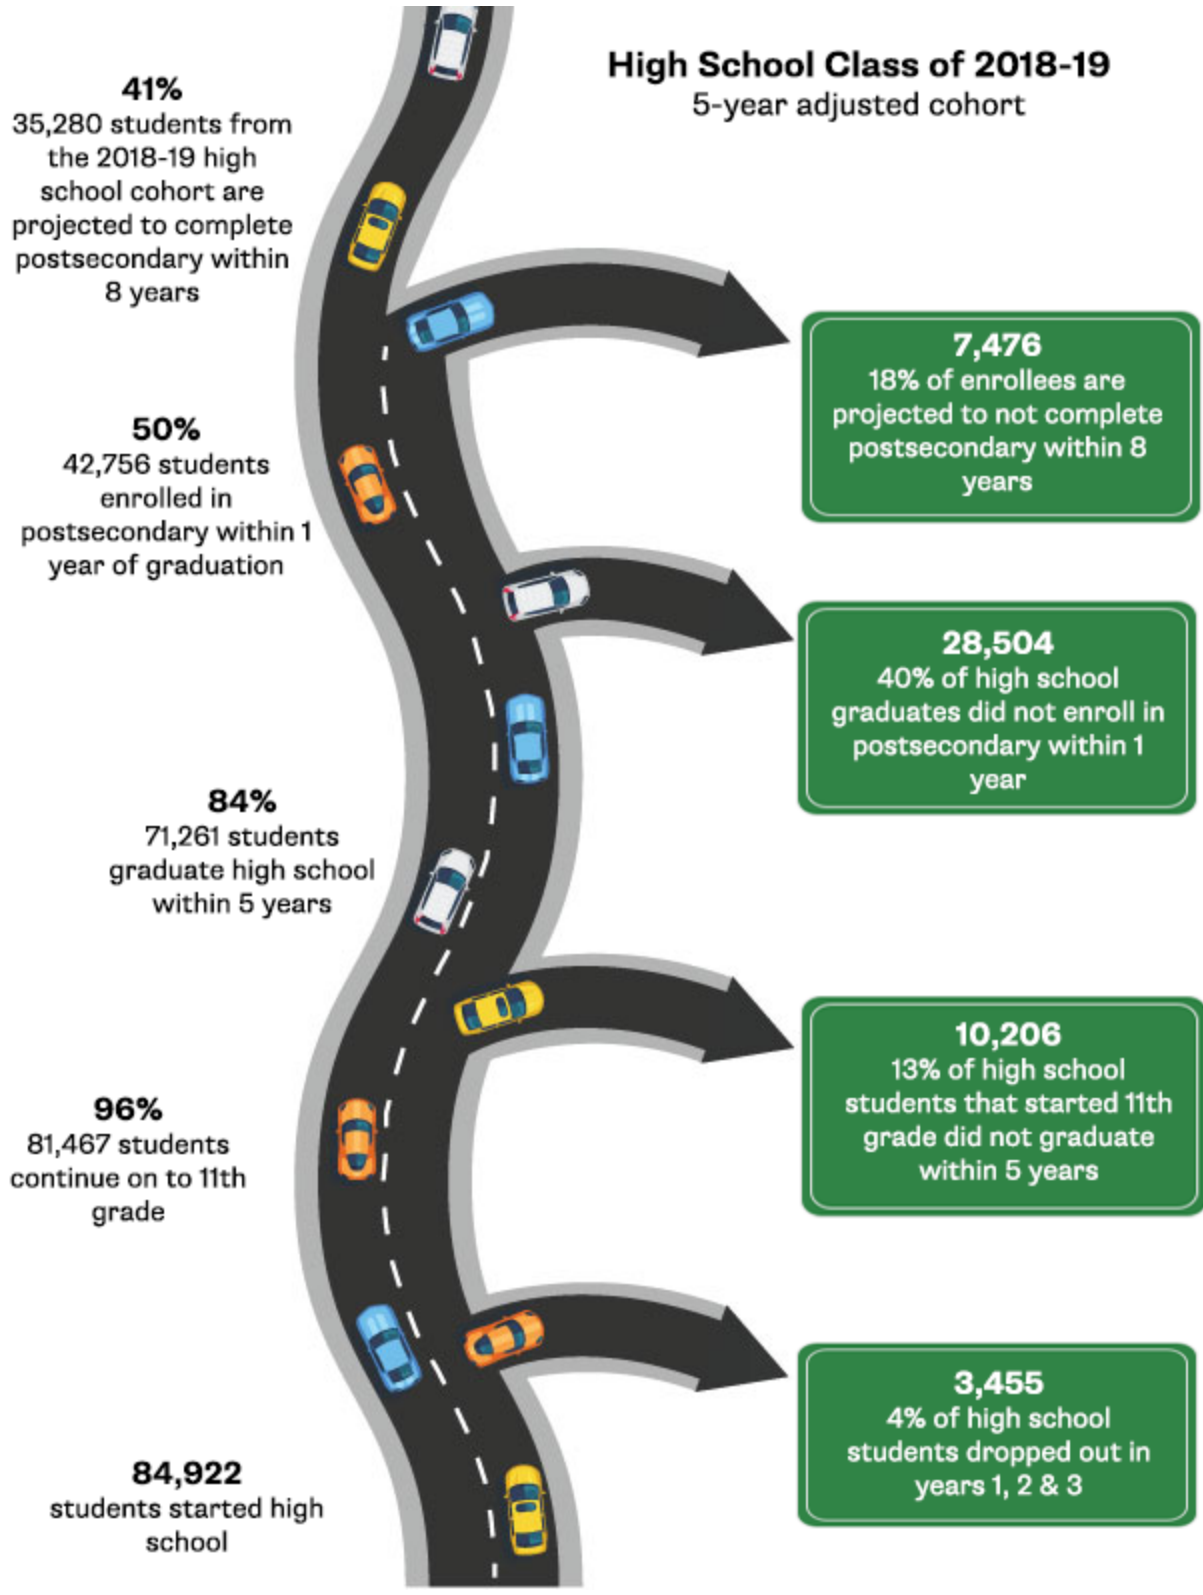 High School Class of 2018-19
5-year adjusted cohort
41%
35,280 students from
the 2018-19 high
school cohort are
projected to complete
postsecondary within
8 years
7,476
18% of enrollees are
projected to not complete
postsecondary within 8
years
50%
42,756 students
enrolled in
postsecondary within 1
year of graduation
28,504
40% of high school
graduates did not enroll in
postsecondary within 1
year
84%
71,261 students
graduate high school
within 5 years
10,206
13% of high school
students that started 11th
grade did not graduate
within 5 years
96%
81,467 students
continue on to 11th
grade
3,455
4% of high school
students dropped out in
years 1, 2 & 3
84,922
students started high
school